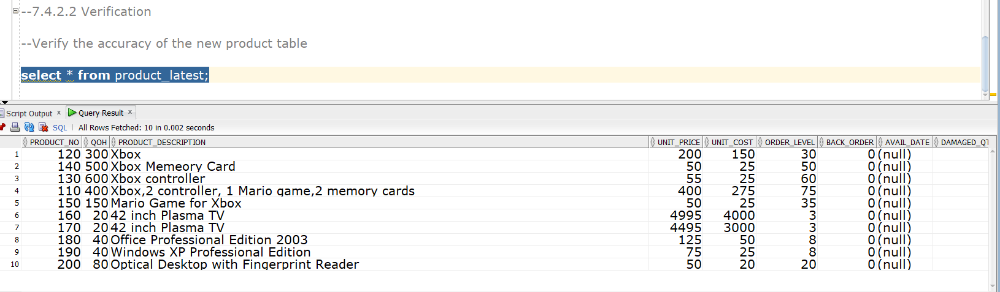 --7.4.2.2 Verification
--Verify the accuracy of the new product table
select * from product_latest;
Script Output x Query Result x
SQL | All Rows Fetched: 10 in 0.002 seconds
PRODUCT_NO QOH PRODUCT_DESCRIPTION UNIT_PRICE UNIT_COST ORDER_LEVEL BACK_ORDER AVAIL_DATE DAMAGED_QT
1 120 300 Xbox 200 150 30 0 (null)
2 140 500 Xbox Memeory Card 50 25 50 0 (null)
3 130 600 Xbox controller 55 25 60 0 (null)
4 110 400 Xbox,2 controller, 1 Mario game,2 memory cards 400 275 75 0 (null)
5 150 150 Mario Game for Xbox 50 25 35 0 (null)
6 160 20 42 inch Plasma TV 4995 4000 3 0 (null)
7 170 20 42 inch Plasma TV 4495 3000 3 0 (null)
8 180 40 Office Professional Edition 2003 125 50 8 0 (null)
9 190 40 Windows XP Professional Edition 75 25 8 0 (null)
10 200 80 Optical Desktop with Fingerprint Reader 50 20 20 0 (null)